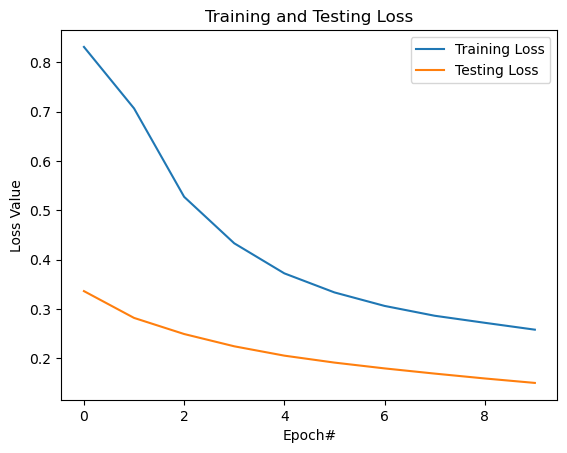 Training and Testing Loss
Training Loss
Testing Loss
Loss Value
0.8
0.7
0.6
0.5
0.4
0.3
0.2
0 2 4 6 8
Epoch#